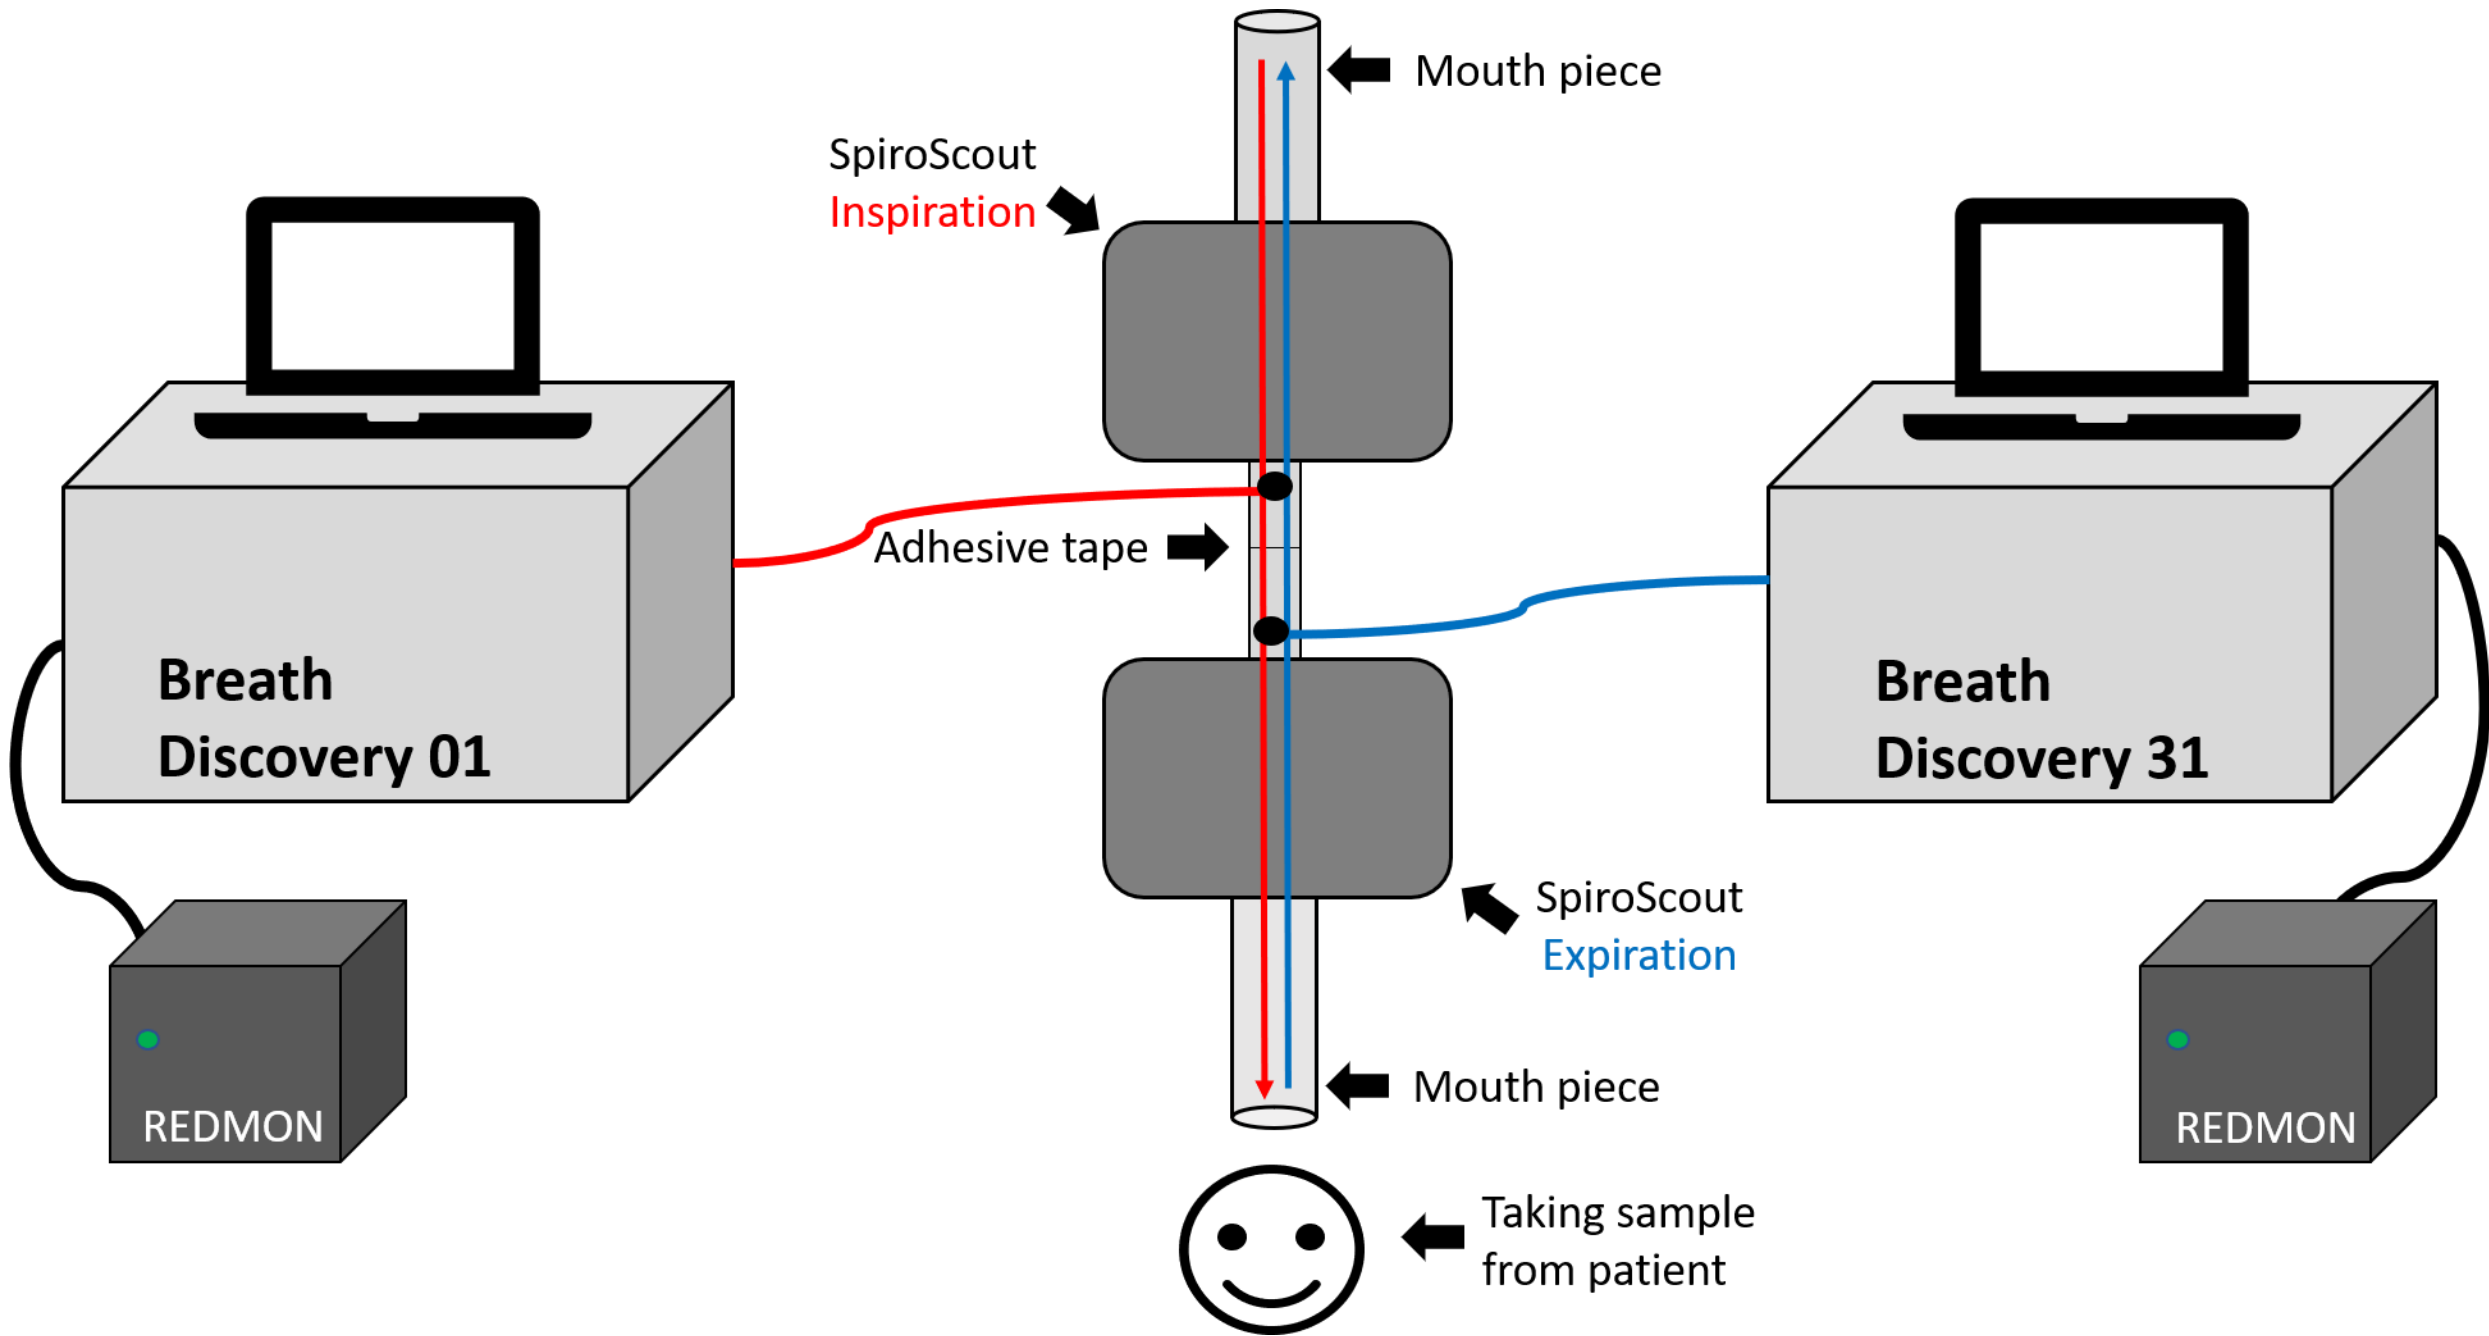 Mouth piece
SpiroScout
Inspiration
Adhesive tape
Breath
Discovery 01
Breath
Discovery 31
SpiroScout
Expiration
Mouth piece
REDMON
REDMON
Taking sample
from patient